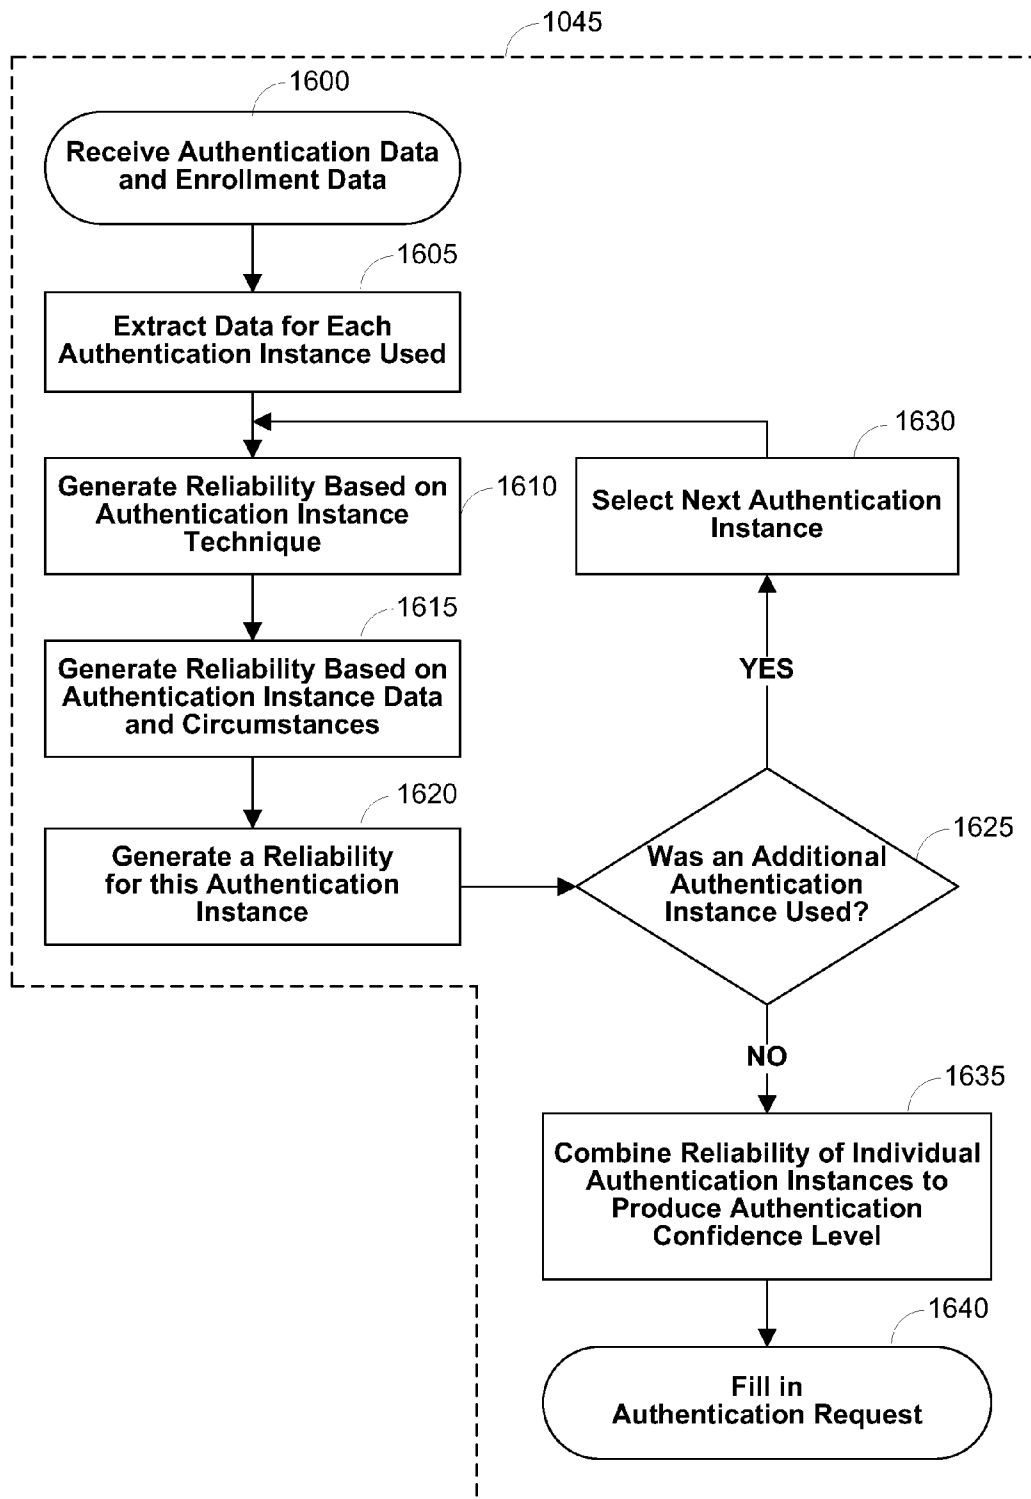 1045
1600
Receive Authentication Data
and Enrollment Data
1605
Extract Data for Each
Authentication Instance Used
1610
Generate Reliability Based on
Authentication Instance
Technique
1615
Generate Reliability Based on
Authentication Instance Data
and Circumstances
1620
Generate a Reliability
for this Authentication
Instance
1625
Was an Additional
Authentication
Instance Used?
YES
1630
Select Next Authentication
Instance
NO
1635
Combine Reliability of Individual
Authentication Instances to
Produce Authentication
Confidence Level
1640
Fill in
Authentication Request